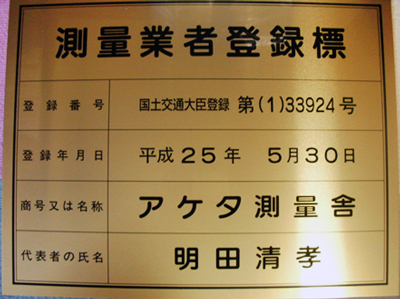 測量業者登録標
登録番号 国土交通大臣登録 第(1)33924号
登録年月日 平成25年 5月30日
商号又は名称 アケタ測量舎
代表者の氏名 明田清孝